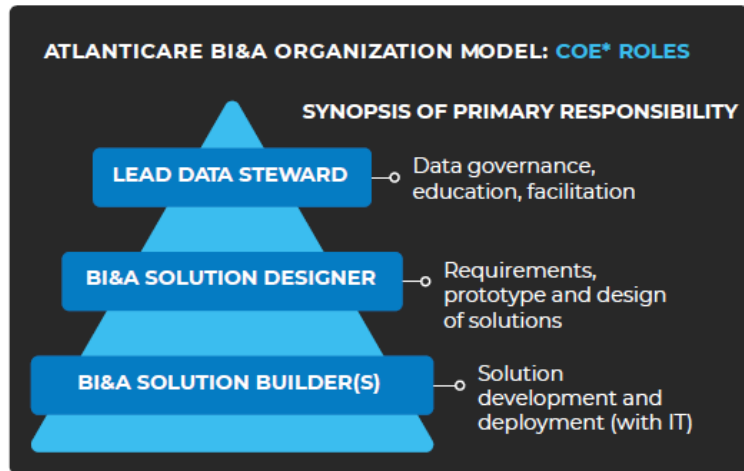 ATLANTICARE BI&A ORGANIZATION MODEL: COE* ROLES
SYNOPSIS OF PRIMARY RESPONSIBILITY
LEAD DATA STEWARD
Data governance,
education, facilitation
BI&A SOLUTION DESIGNER
Requirements,
prototype and design
of solutions
BI&A SOLUTION BUILDER(S)
Solution
development and
deployment (with IT)